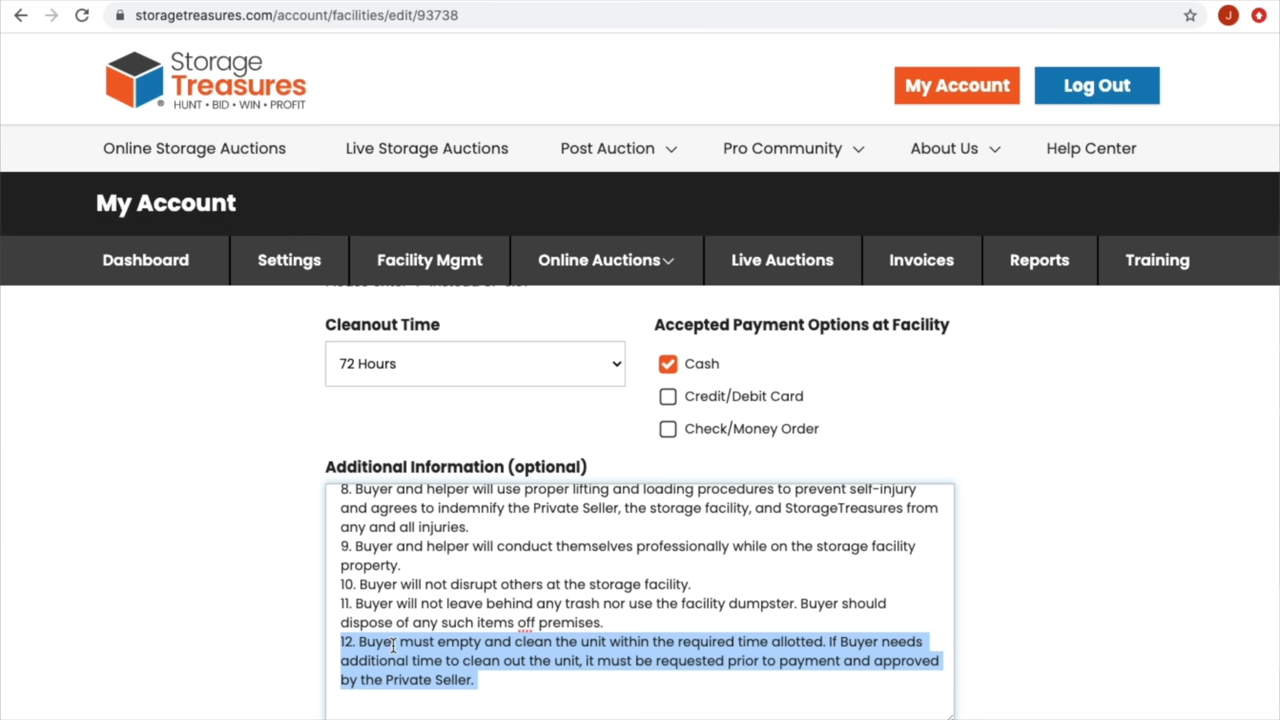 storagetreasures.com/account/facilities/edit/93738
J
Storage
Treasures
HUNT • BID • WIN • PROFIT
My Account
Log Out
Online Storage Auctions
Live Storage Auctions
Post Auction
Pro Community
About Us
Help Center
My Account
Dashboard
Settings
Facility Mgmt
Online Auctions
Live Auctions
Invoices
Reports
Training
Cleanout Time
Accepted Payment Options at Facility
72 Hours
Cash
Credit/Debit Card
Check/Money Order
Additional Information (optional)
8. Buyer and helper will use proper lifting and loading procedures to prevent self-injury
and agrees to indemnify the Private Seller, the storage facility, and StorageTreasures from
any and all injuries.
9. Buyer and helper will conduct themselves professionally while on the storage facility
property.
10. Buyer will not disrupt others at the storage facility.
11. Buyer will not leave behind any trash nor use the facility dumpster. Buyer should
dispose of any such items off premises.
12. Buyer must empty and clean the unit within the required time allotted. If Buyer needs
additional time to clean out the unit, it must be requested prior to payment and approved
by the Private Seller.